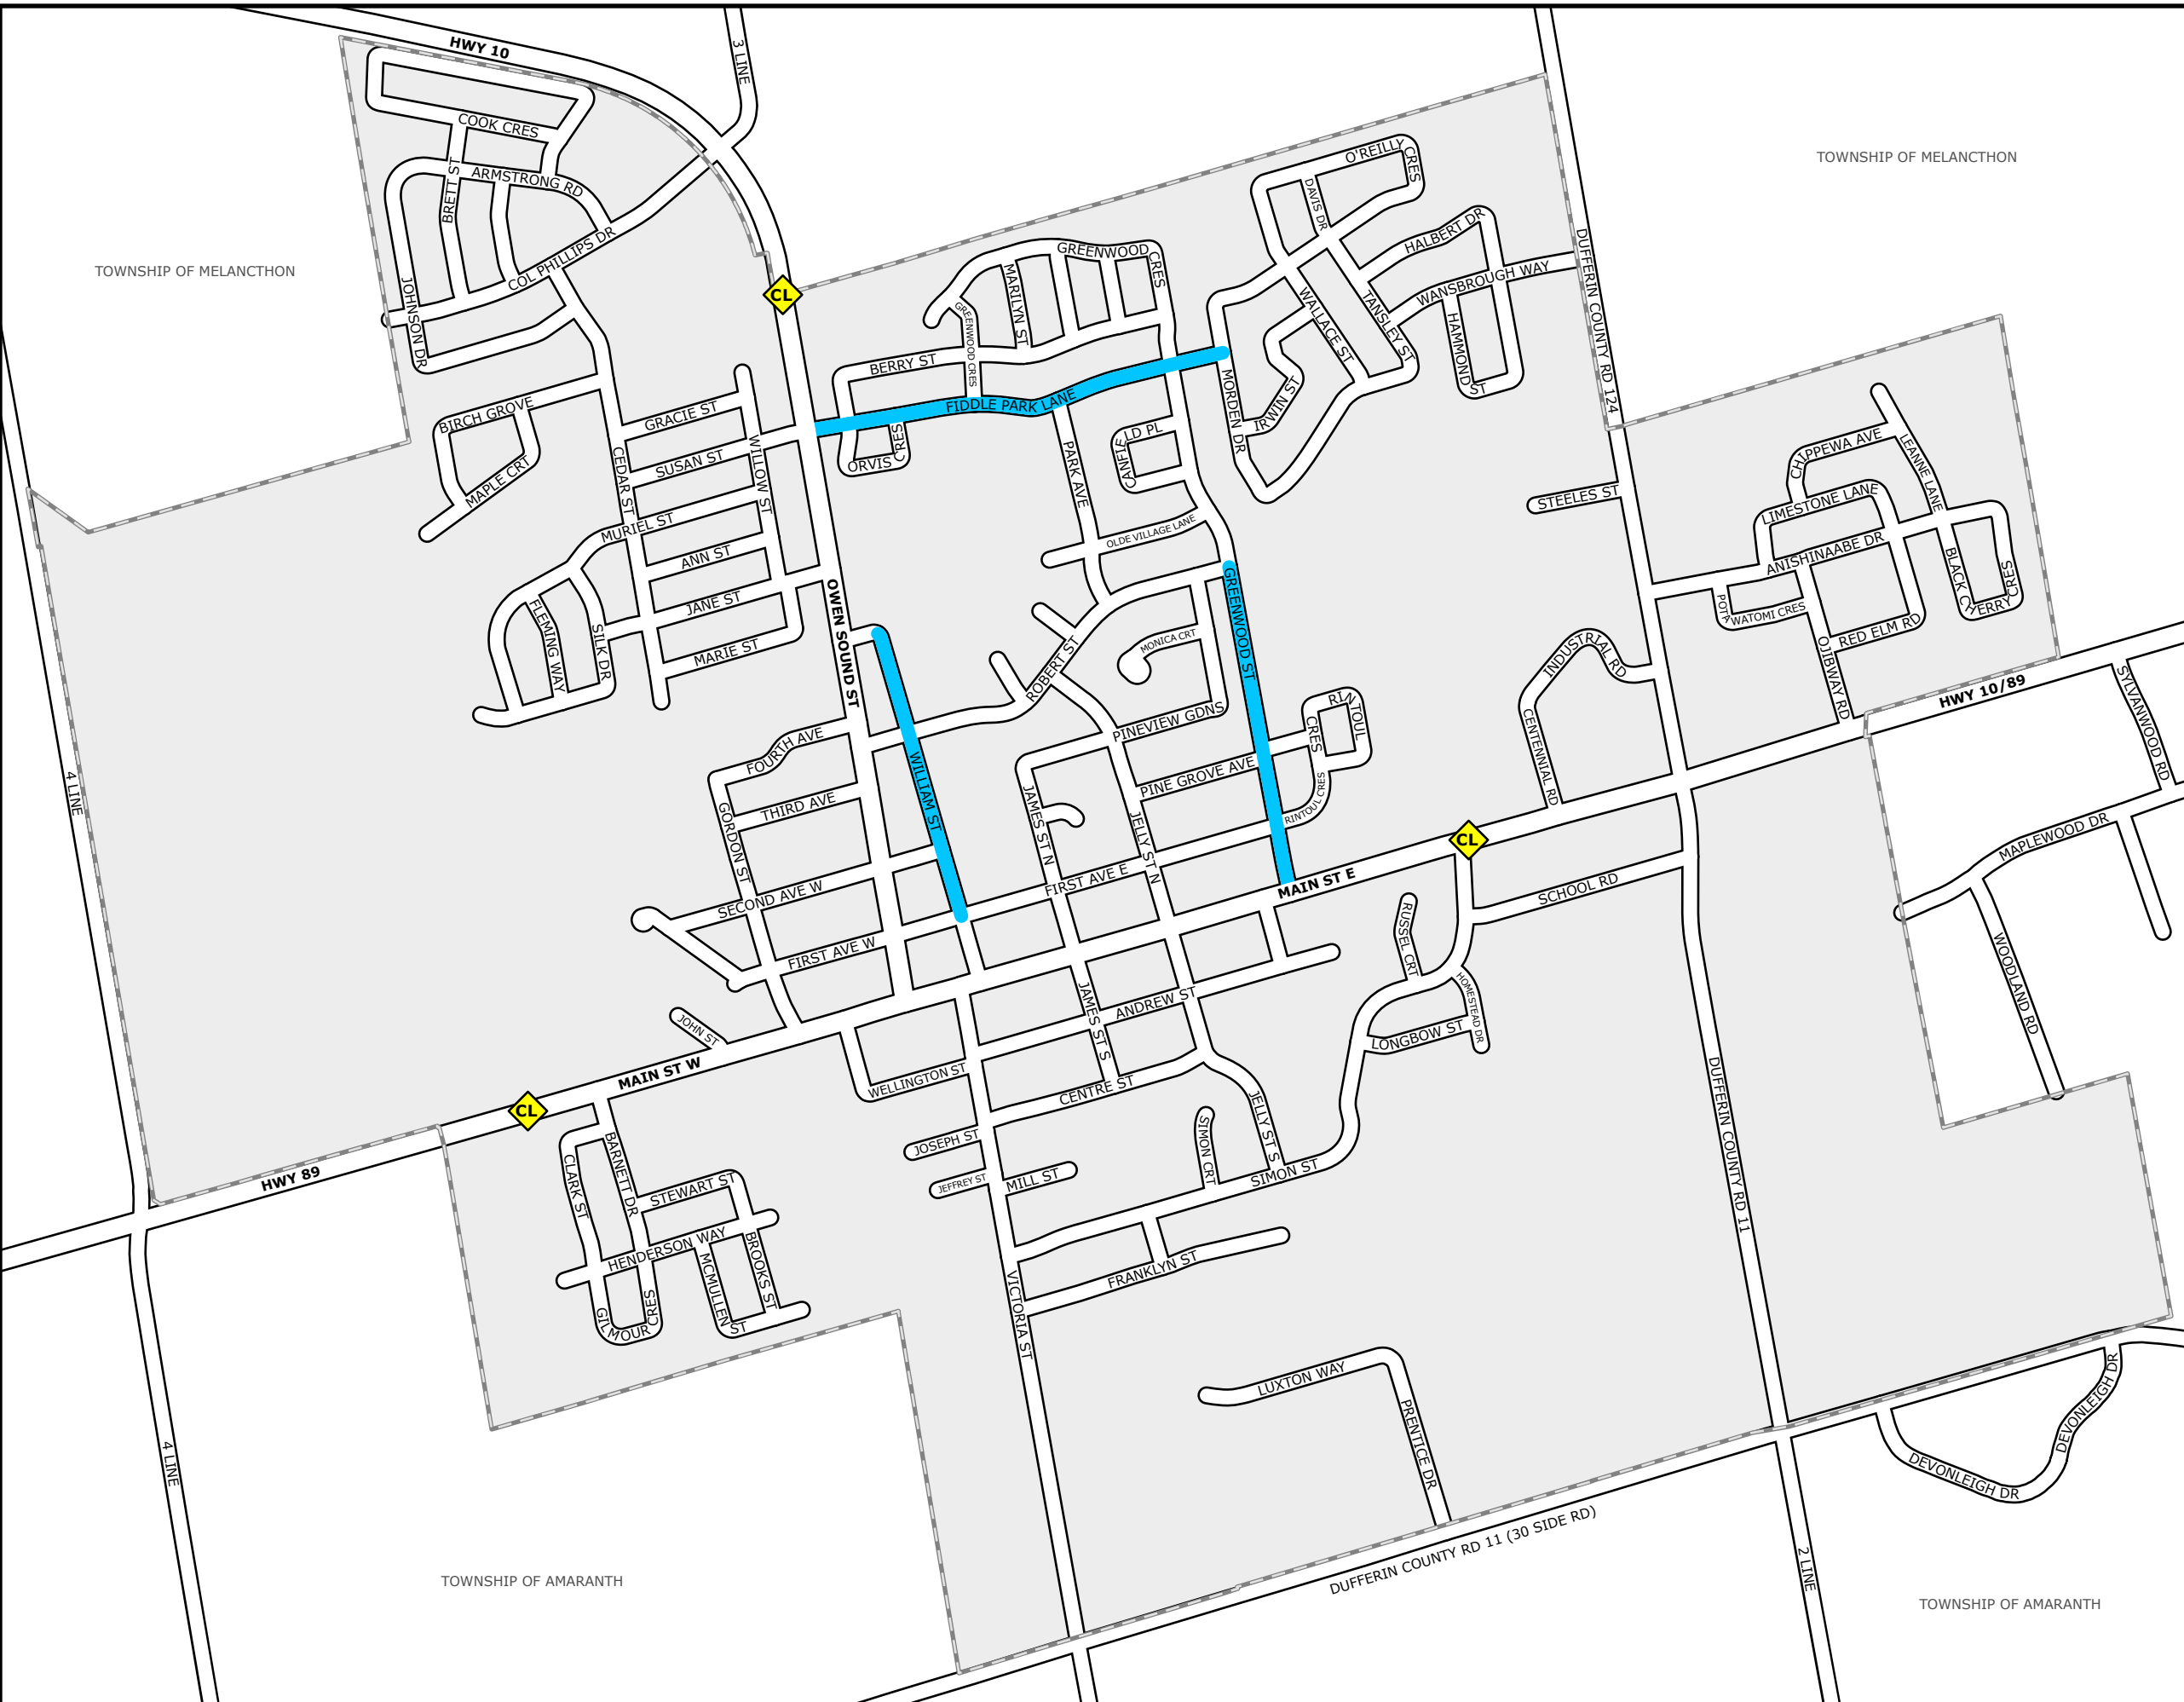 HWY 10
3 LINE
COOK CRES
BRETT ST
ARMSTRONG RD
COL PHILLIPS DR
JOHNSON DR
TOWNSHIP OF MELANCTHON
TOWNSHIP OF MELANCTHON
O'REILLY CRES
DAVIS DR
HALBERT DR
WANSBROUGH WAY
WALLACE ST
TANSLEY ST
HAMMOND ST
DUFFERIN COUNTY RD 124
CL
GREENWOOD CRES
MARILYN ST
GREENWOOD CRES
BERRY ST
FIDDLE PARK LANE
ORVIS CRES
MORDEN DR
IRWIN ST
CANFIELD PL
PARK AVE
OLDE VILLAGE LANE
BIRCH GROVE
MAPLE CRT
GRACIE ST
SUSAN ST
CEDAR ST
WILLOW ST
MURIEL ST
ANN ST
JANE ST
MARIE ST
FLEMING WAY
SILK DR
OWEN SOUND ST
STEELES ST
CHIPPEWA AVE
LEANNE LANE
LIMESTONE LANE
ANISHINAABE DR
BLACK CHERRY CRES
POTAWATOMI CRES
RED ELM RD
OJIBWAY RD
HWY 10/89
SYLVANWOOD RD
MAPLEWOOD DR
WOODLAND RD
INDUSTRIAL RD
CENTENNIAL RD
GREENWOOD ST
MONICA CRT
ROBERT ST
PINEVIEW GDNS
PINE GROVE AVE
RINTOUL CRES
RINTOUL CRES
WILLIAM ST
FOURTH AVE
THIRD AVE
GORDON ST
SECOND AVE W
FIRST AVE W
JAMES ST N
JELLY ST N
FIRST AVE E
MAIN ST E
CL
SCHOOL RD
RUSSEL CRT
HOMESTEAD DR
LONGBOW ST
4 LINE
JOHN ST
MAIN ST W
CL
HWY 89
JAMES ST S
ANDREW ST
WELLINGTON ST
CENTRE ST
JOSEPH ST
JEFFREY ST
MILL ST
JELLY ST S
SIMON CRT
SIMON ST
FRANKLYN ST
VICTORIA ST
CLARK ST
BARNETT DR
STEWART ST
HENDERSON WAY
BROOKS ST
MCMULLEN ST
GILMOUR CRES
DUFFERIN COUNTY RD 11
LUXTON WAY
PRENTICE DR
DEVONLEIGH DR
DEVONLEIGH DR
4 LINE
DUFFERIN COUNTY RD 11 (30 SIDE RD)
2 LINE
TOWNSHIP OF AMARANTH
TOWNSHIP OF AMARANTH